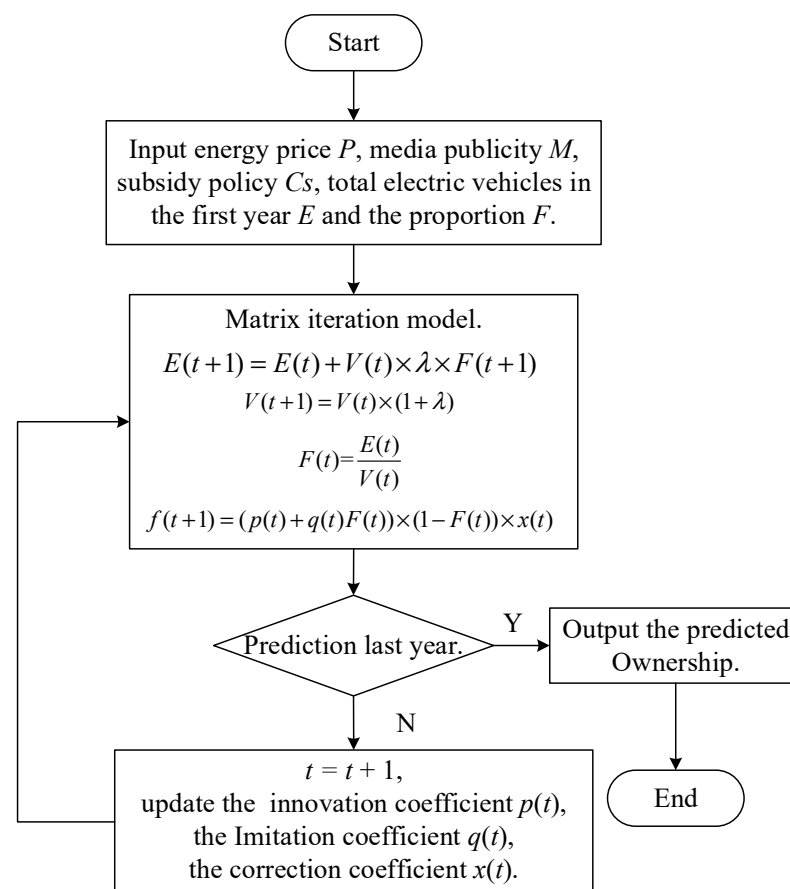 Start
Input energy price P, media publicity M,
subsidy policy Cs, total electric vehicles in
the first year E and the proportion F.
Matrix iteration model.
E(t+1) = E(t)+V(t)×λ×F(t+1)
V(t+1)=V(t)×(1+λ)
F(t)=E(t)/V(t)
f(t+1)=(p(t)+q(t)F(t))×(1−F(t))×x(t)
Prediction last year.
Y
Output the predicted
Ownership.
N
t = t + 1,
update the innovation coefficient p(t),
the Imitation coefficient q(t),
the correction coefficient x(t).
End